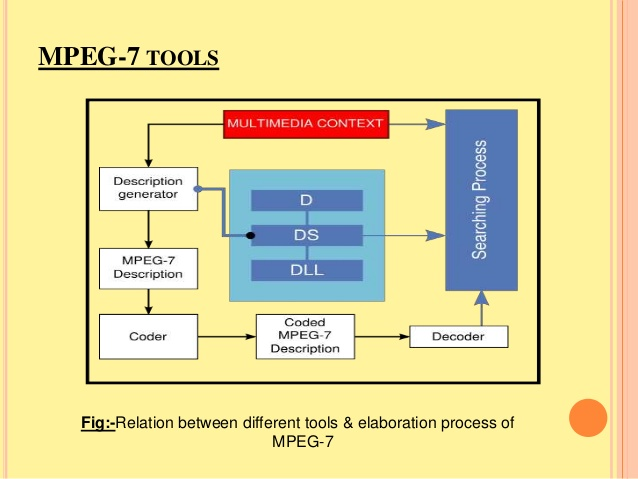 MPEG-7 TOOLS
MULTIMEDIA CONTEXT
Description
generator
D
DS
DLL
Searching Process
MPEG-7
Description
Coder
Coded
MPEG-7
Description
Decoder
Fig:-Relation between different tools & elaboration process of
MPEG-7